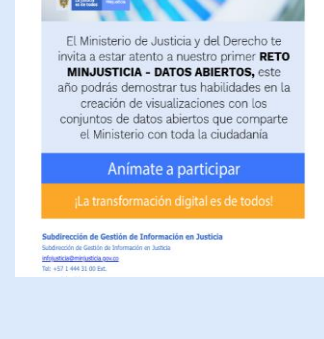 El Ministerio de Justicia y del Derecho te
invita a estar atento a nuestro primer RETO
MINJUSTICIA - DATOS ABIERTOS, este
año podrás demostrar tus habilidades en la
creación de visualizaciones con los
conjuntos de datos abiertos que comparte
el Ministerio con toda la ciudadanía
Anímate a participar
¡La transformación digital es de todos!
Subdirección de Gestión de Información en Justicia
Subdirección de Gestión de Información en Justicia
infojusticia@minjusticia.gov.co
Tel: +57 1 444 31 00 Ext.